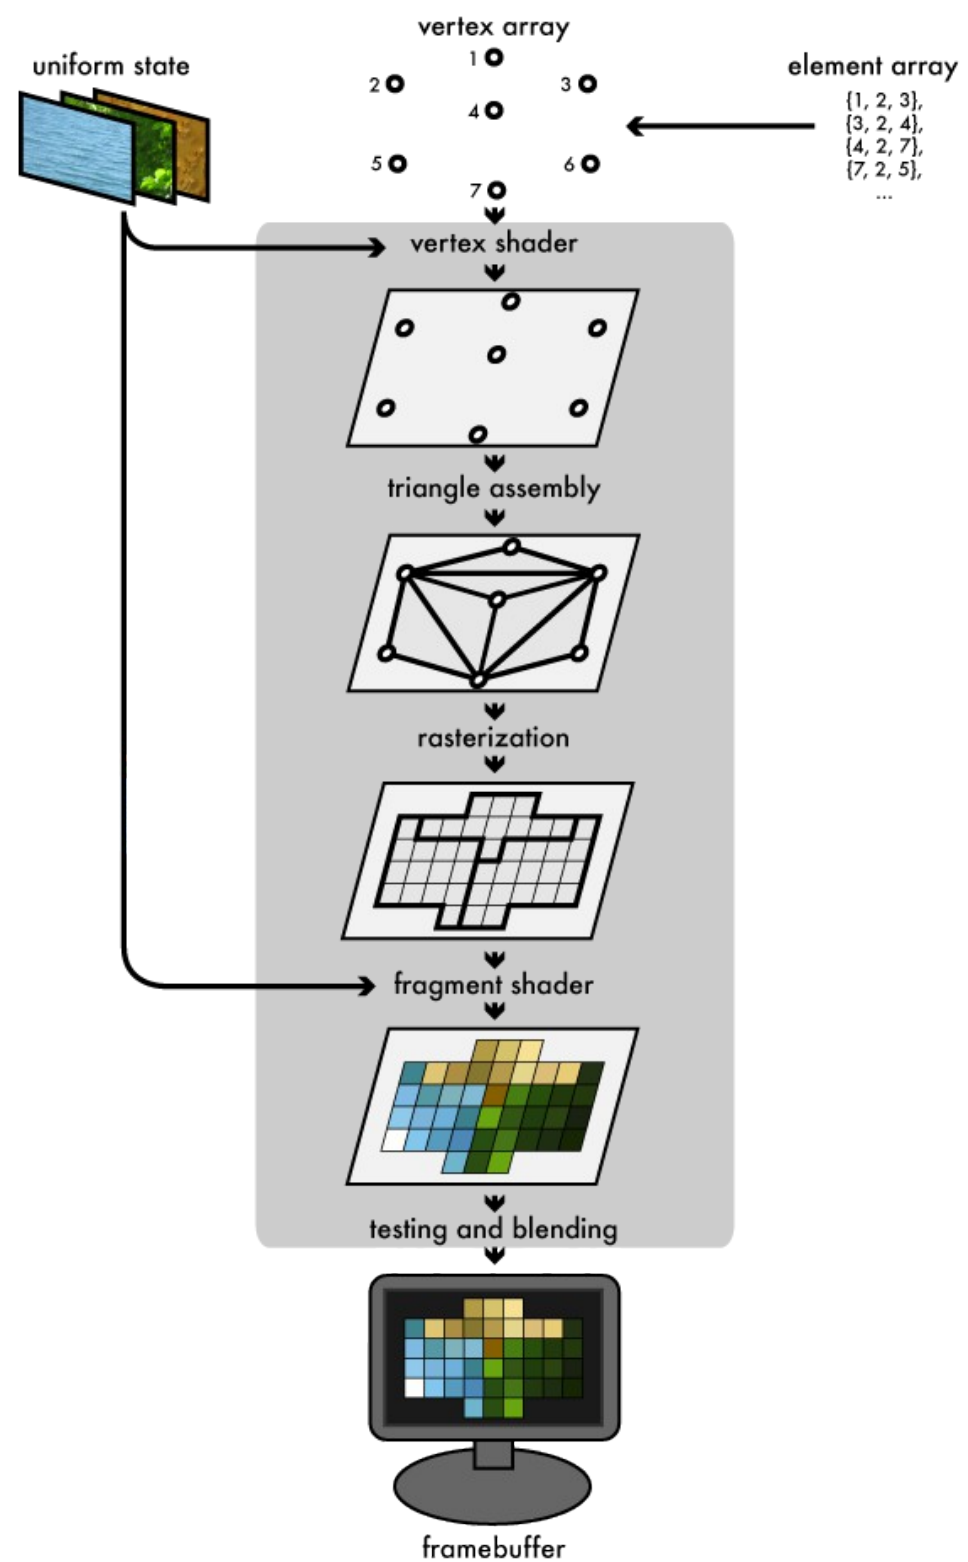 vertex array
uniform state
element array
1
2
3
4
5
6
7
{1, 2, 3},
{3, 2, 4},
{4, 2, 7},
{7, 2, 5},
...
vertex shader
triangle assembly
rasterization
fragment shader
testing and blending
framebuffer